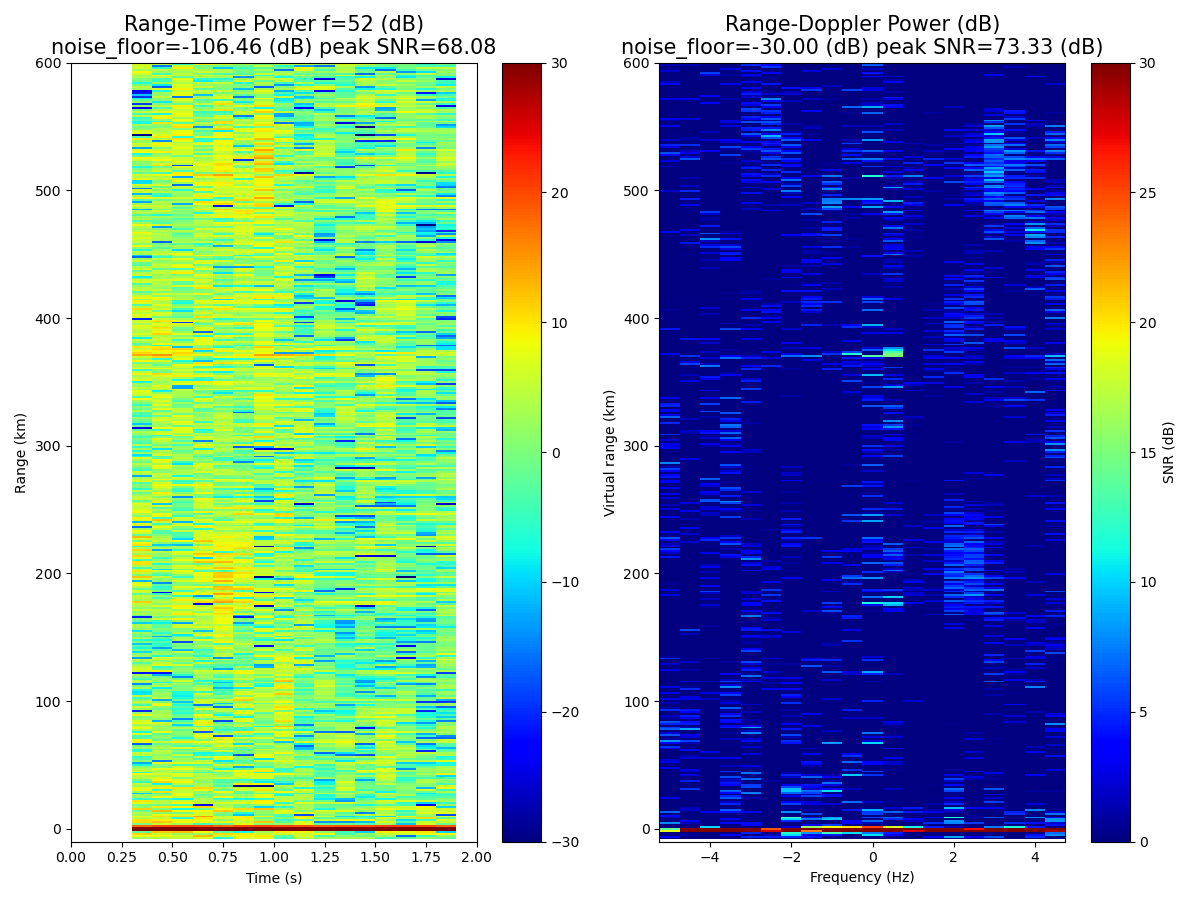 Range-Time Power f=52 (dB)
noise_floor=-106.46 (dB) peak SNR=68.08
Range (km)
600
500
400
300
200
100
0
0.00 0.25 0.50 0.75 1.00 1.25 1.50 1.75 2.00
Time (s)
30
20
10
0
−10
−20
−30
Range-Doppler Power (dB)
noise_floor=-30.00 (dB) peak SNR=73.33 (dB)
Virtual range (km)
600
500
400
300
200
100
0
−4 −2 0 2 4
Frequency (Hz)
30
25
20
15
10
5
0
SNR (dB)